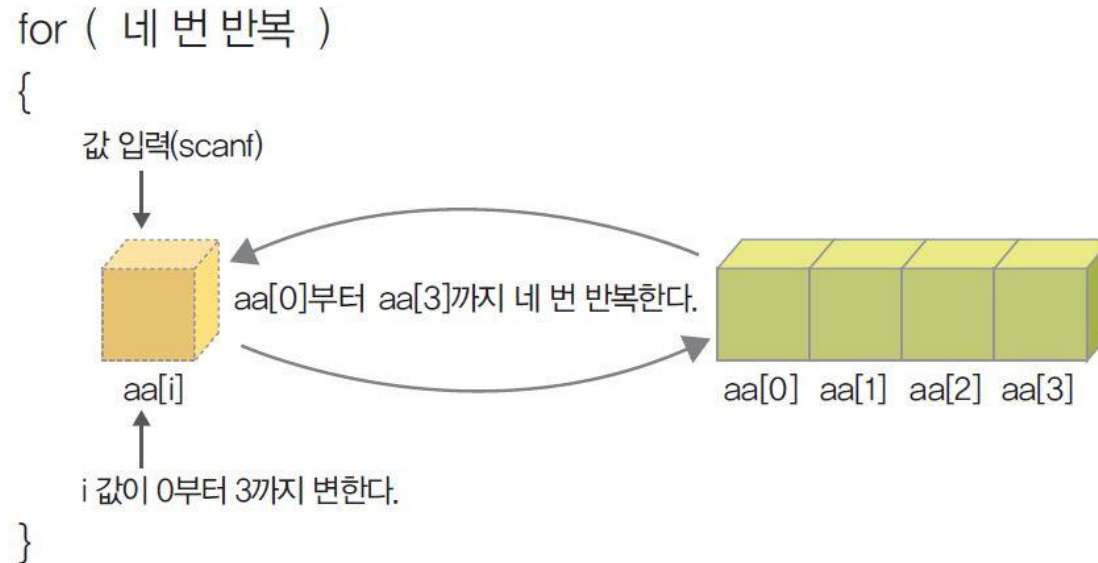 for ( 네 번 반복 )
{
값 입력(scanf)
aa[0]부터 aa[3]까지 네 번 반복한다.
aa[i]
aa[0] aa[1] aa[2] aa[3]
i 값이 0부터 3까지 변한다.
}